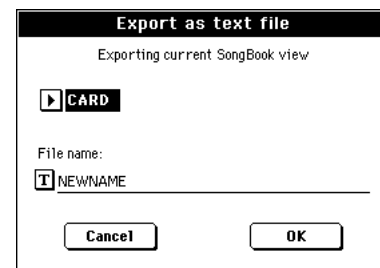 Export as text file
Exporting current SongBook view
CARD
File name:
T NEWNAME
Cancel OK